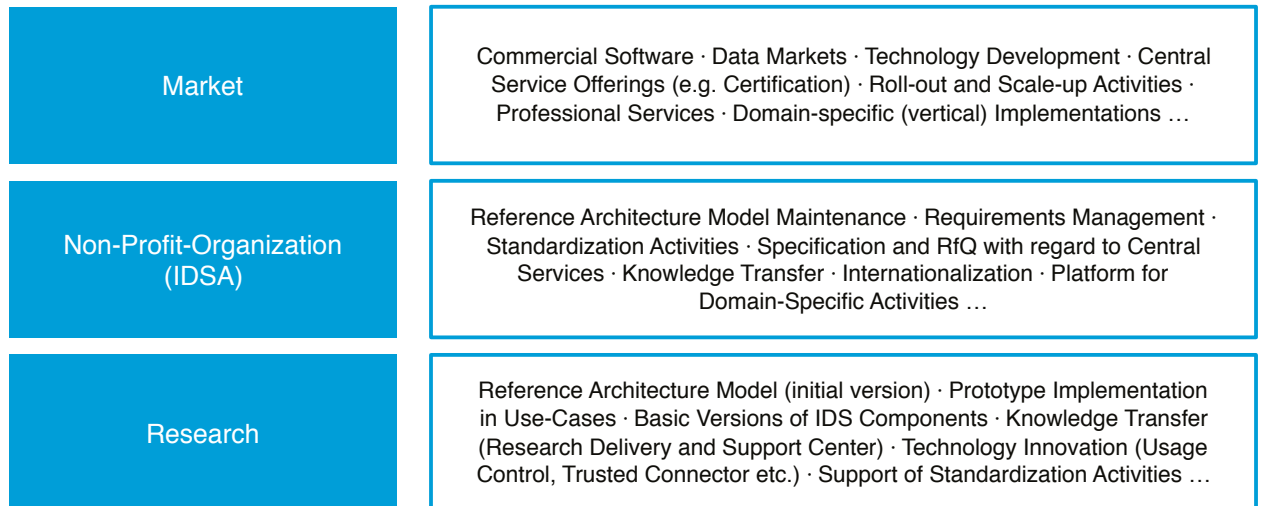 Market
Commercial Software · Data Markets · Technology Development · Central
Service Offerings (e.g. Certification) · Roll-out and Scale-up Activities ·
Professional Services · Domain-specific (vertical) Implementations …
Non-Profit-Organization
(IDSA)
Reference Architecture Model Maintenance · Requirements Management ·
Standardization Activities · Specification and RfQ with regard to Central
Services · Knowledge Transfer · Internationalization · Platform for
Domain-Specific Activities …
Research
Reference Architecture Model (initial version) · Prototype Implementation
in Use-Cases · Basic Versions of IDS Components · Knowledge Transfer
(Research Delivery and Support Center) · Technology Innovation (Usage
Control, Trusted Connector etc.) · Support of Standardization Activities …